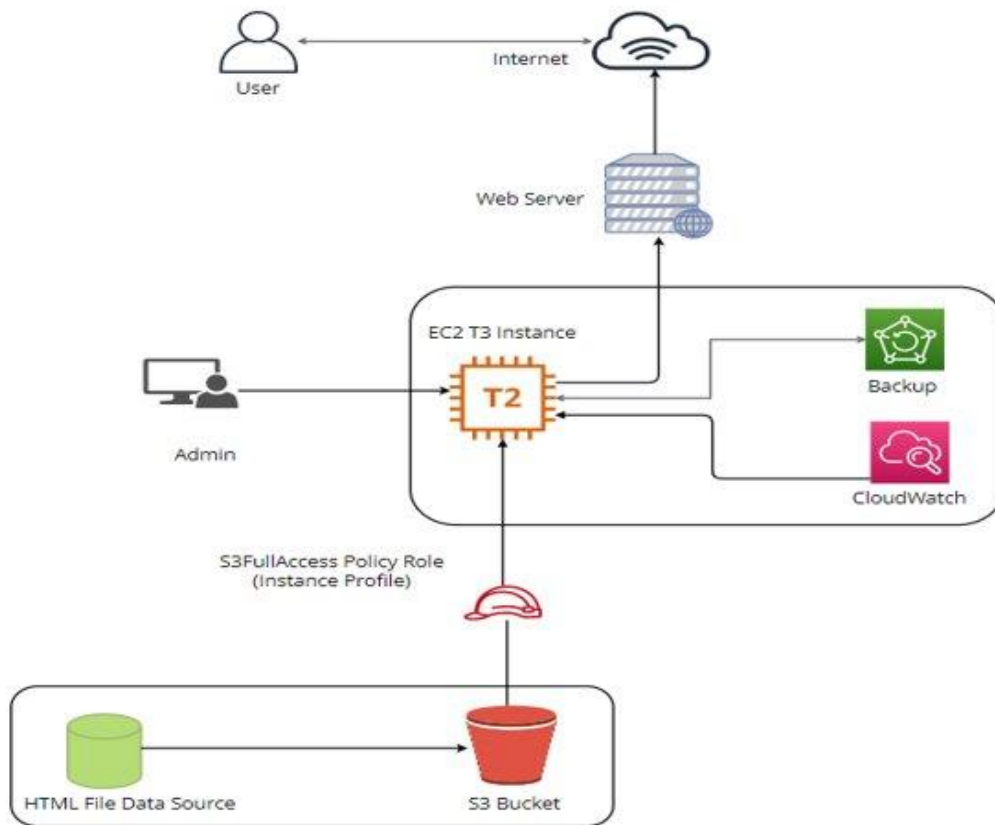 Internet
User
Web Server
EC2 T3 Instance
T2
Backup
Admin
CloudWatch
S3FullAccess Policy Role
(Instance Profile)
HTML File Data Source
S3 Bucket